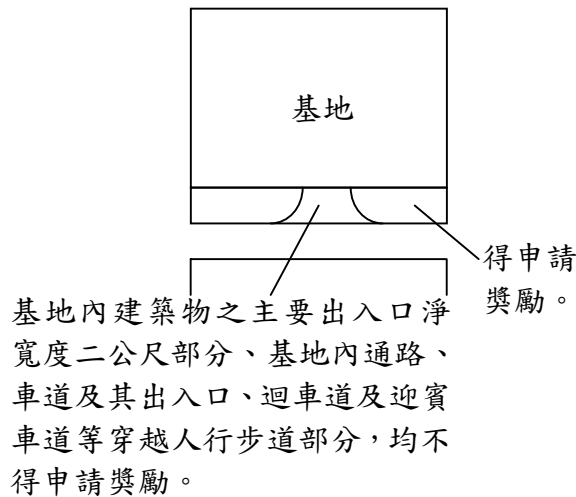 基地
得申請
獎勵。
基地內建築物之主要出入口淨
寬度二公尺部分、基地內通路、
車道及其出入口、迴車道及迎賓
車道等穿越人行步道部分，均不
得申請獎勵。